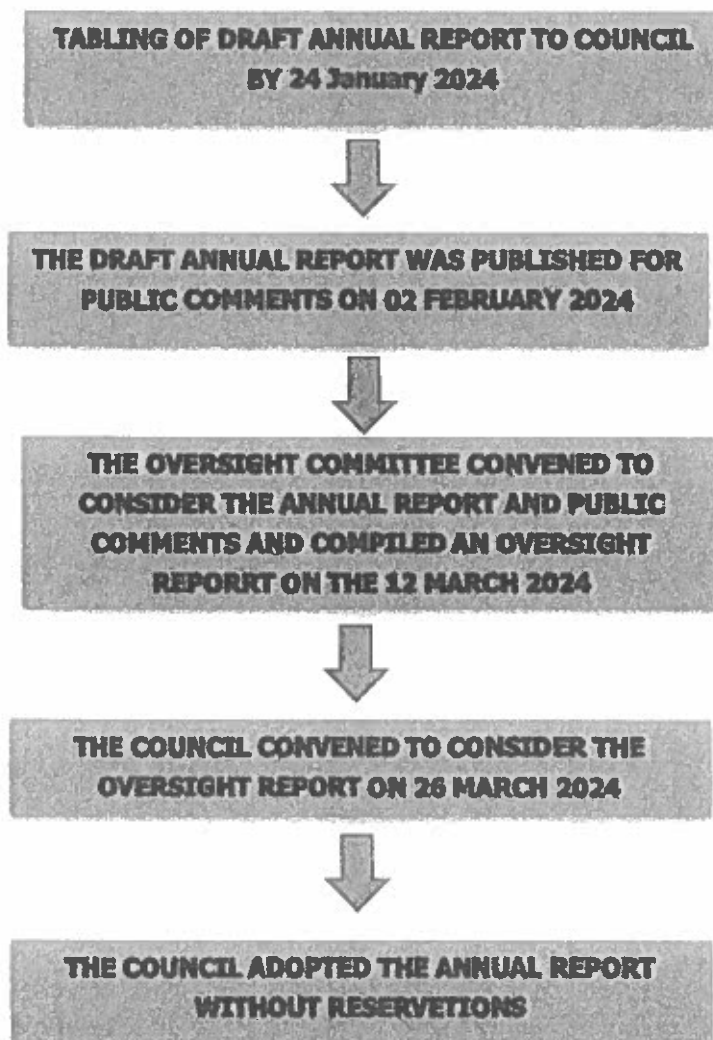 TABLING OF DRAFT ANNUAL REPORT TO COUNCIL
BY 24 January 2024
THE DRAFT ANNUAL REPORT WAS PUBLISHED FOR
PUBLIC COMMENTS ON 02 FEBRUARY 2024
THE OVERSIGHT COMMITTEE CONVENED TO
CONSIDER THE ANNUAL REPORT AND PUBLIC
COMMENTS AND COMPILED AN OVERSIGHT
REPORRT ON THE 12 MARCH 2024
THE COUNCIL CONVENED TO CONSIDER THE
OVERSIGHT REPORT ON 26 MARCH 2024
THE COUNCIL ADOPTED THE ANNUAL REPORT
WITHOUT RESERVETIONS